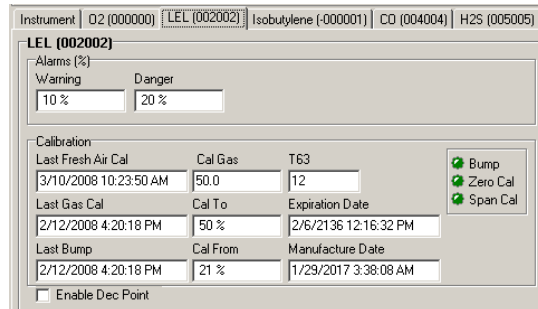 Instrument O2 (000000) LEL (002002) Isobutylene (-000001) CO (004004) H2S (005005)
LEL (002002)
Alarms (%)
Warning Danger
10 % 20 %
Calibration
Last Fresh Air Cal Cal Gas T63
3/10/2008 10:23:50 AM 50.0 12
Last Gas Cal Cal To Expiration Date
2/12/2008 4:20:18 PM 50 % 2/6/2136 12:16:32 PM
Last Bump Cal From Manufacture Date
2/12/2008 4:20:18 PM 21 % 1/29/2017 3:38:08 AM
Bump
Zero Cal
Span Cal
Enable Dec Point